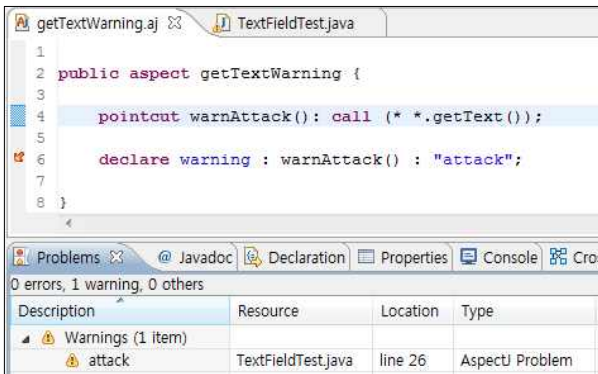 getTextWarning.aj TextFieldTest.java
1
2 public aspect getTextWarning {
3
4 pointcut warnAttack(): call (* *.getText());
5
6 declare warning : warnAttack() : "attack";
7
8 }
Problems @ Javadoc Declaration Properties Console Cro
0 errors, 1 warning, 0 others
Description Resource Location Type
Warnings (1 item)
attack TextFieldTest.java line 26 AspectJ Problem